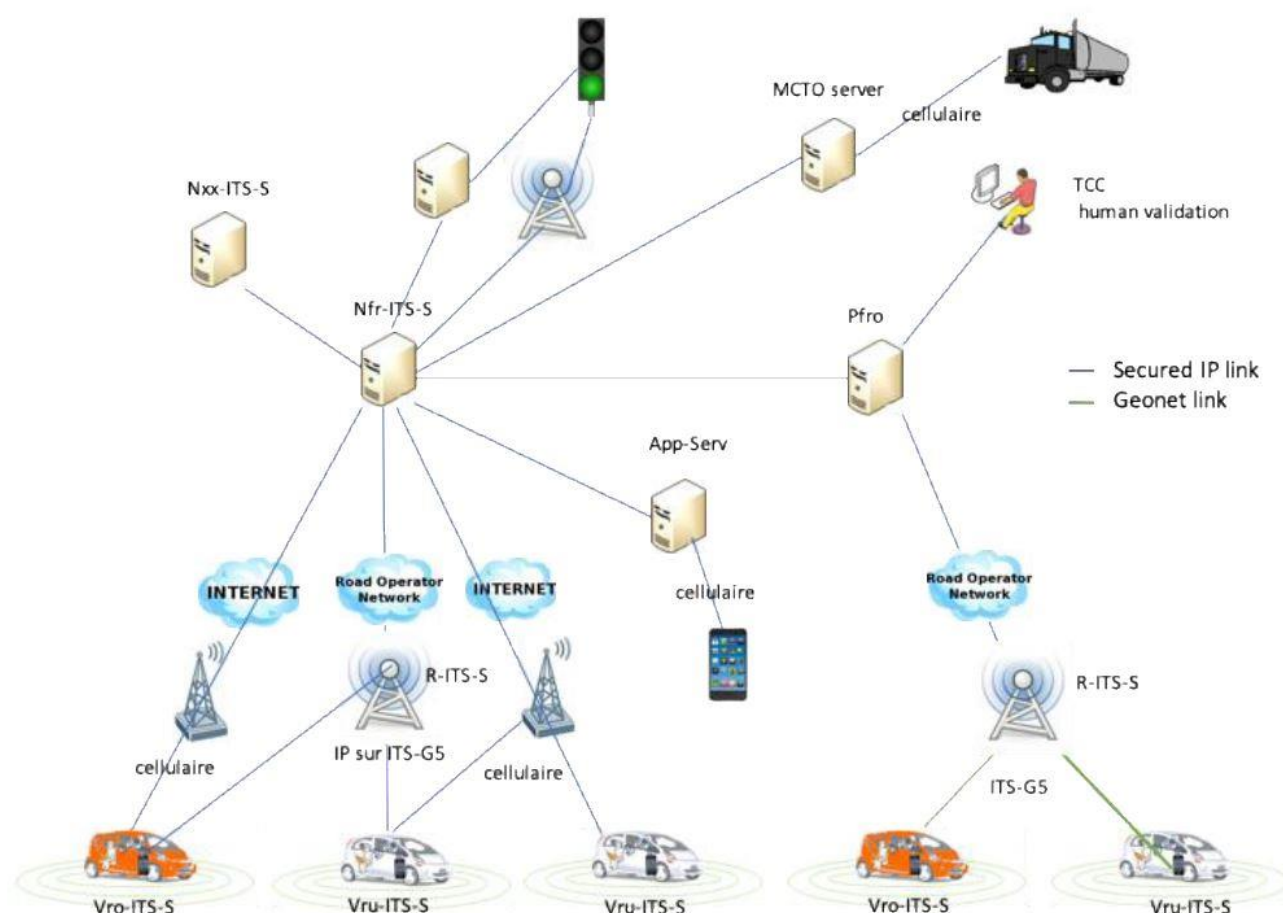 MCTO server
cellulaire
Nxx-ITS-S
TCC
human validation
Nfr-ITS-S
Pfro
Secured IP link
Geonet link
App-Serv
INTERNET
Road Operator
Network
INTERNET
cellulaire
Road Operator
Network
R-ITS-S
R-ITS-S
cellulaire
IP sur ITS-G5
cellulaire
ITS-G5
Vro-ITS-S
Vru-ITS-S
Vru-ITS-S
Vro-ITS-S
Vru-ITS-S